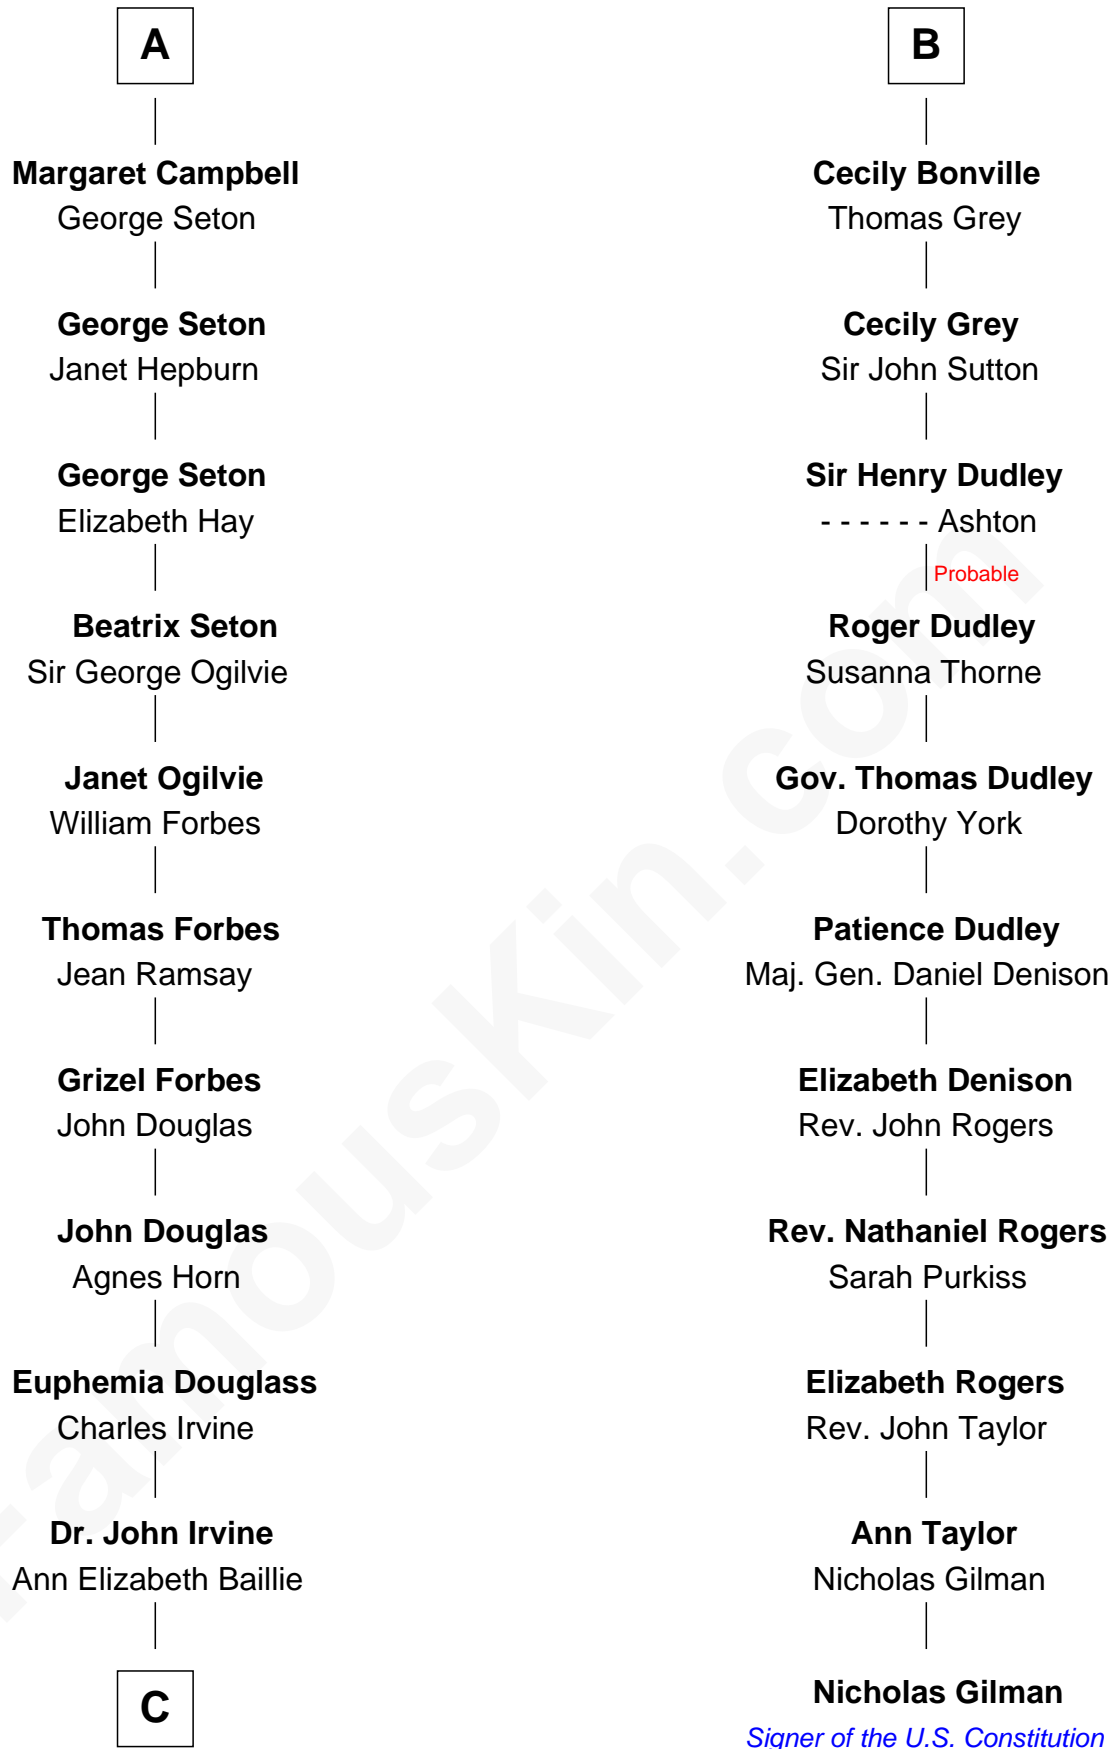 A
Margaret Campbell
George Seton
George Seton
Janet Hepburn
George Seton
Elizabeth Hay
Beatrix Seton
Sir George Ogilvie
Janet Ogilvie
William Forbes
Thomas Forbes
Jean Ramsay
Grizel Forbes
John Douglas
John Douglas
Agnes Horn
Euphemia Douglass
Charles Irvine
Dr. John Irvine
Ann Elizabeth Baillie
C
B
Cecily Bonville
Thomas Grey
Cecily Grey
Sir John Sutton
Sir Henry Dudley
- - - - - - Ashton
Probable
Roger Dudley
Susanna Thorne
Gov. Thomas Dudley
Dorothy York
Patience Dudley
Maj. Gen. Daniel Denison
Elizabeth Denison
Rev. John Rogers
Rev. Nathaniel Rogers
Sarah Purkiss
Elizabeth Rogers
Rev. John Taylor
Ann Taylor
Nicholas Gilman
Nicholas Gilman
Signer of the U.S. Constitution
FamousKin.com